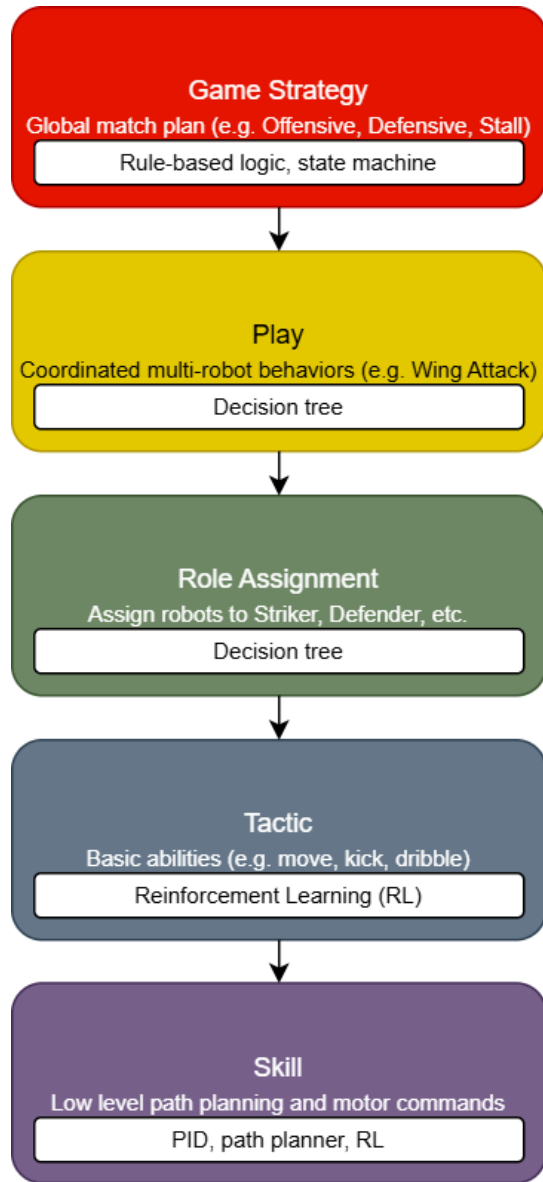 Game Strategy
Global match plan (e.g. Offensive, Defensive, Stall)
Rule-based logic, state machine
Play
Coordinated multi-robot behaviors (e.g. Wing Attack)
Decision tree
Role Assignment
Assign robots to Striker, Defender, etc.
Decision tree
Tactic
Basic abilities (e.g. move, kick, dribble)
Reinforcement Learning (RL)
Skill
Low level path planning and motor commands
PID, path planner, RL